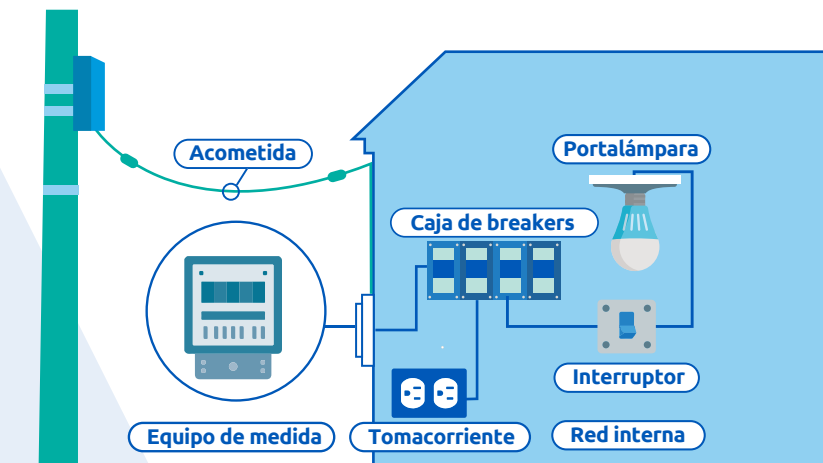 Acometida
Portalámpara
Caja de breakers
Interruptor
Equipo de medida
Tomacorriente
Red interna